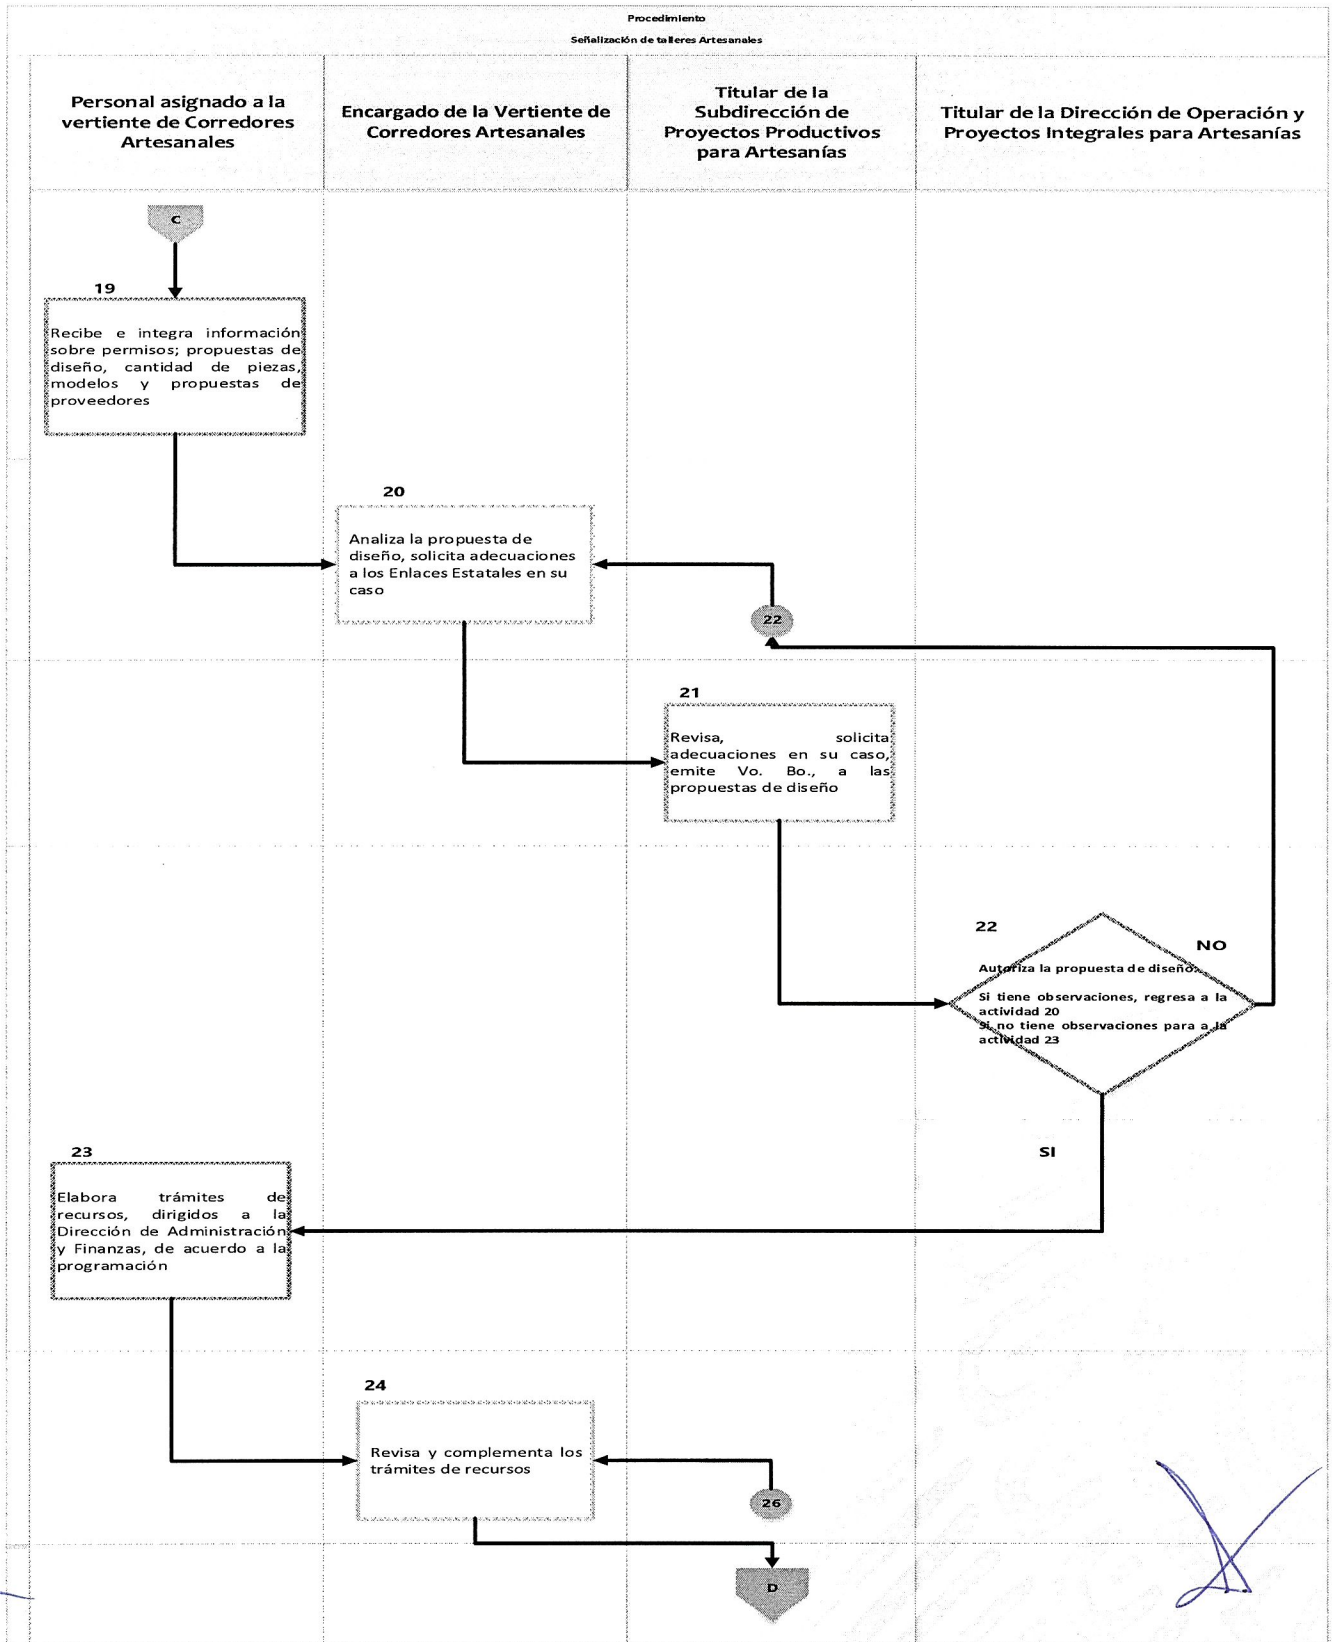 Procedimiento
Señalización de talleres Artesanales
Personal asignado a la
vertiente de Corredores
Artesanales
Encargado de la Vertiente de
Corredores Artesanales
Titular de la
Subdirección de
Proyectos Productivos
para Artesanías
Titular de la Dirección de Operación y
Proyectos Integrales para Artesanías
C
19
Recibe e integra información
sobre permisos; propuestas de
diseño, cantidad de piezas,
modelos y propuestas de
proveedores
20
Analiza la propuesta de
diseño, solicita adecuaciones
a los Enlaces Estatales en su
caso
22
21
Revisa, solicita
adecuaciones en su caso,
emite Vo. Bo., a las
propuestas de diseño
22
NO
Autoriza la propuesta de diseño.
Si tiene observaciones, regresa a la
actividad 20
Si no tiene observaciones para a la
actividad 23
SI
23
Elabora trámites de
recursos, dirigidos a la
Dirección de Administración
y Finanzas, de acuerdo a la
programación
24
Revisa y complementa los
trámites de recursos
26
D